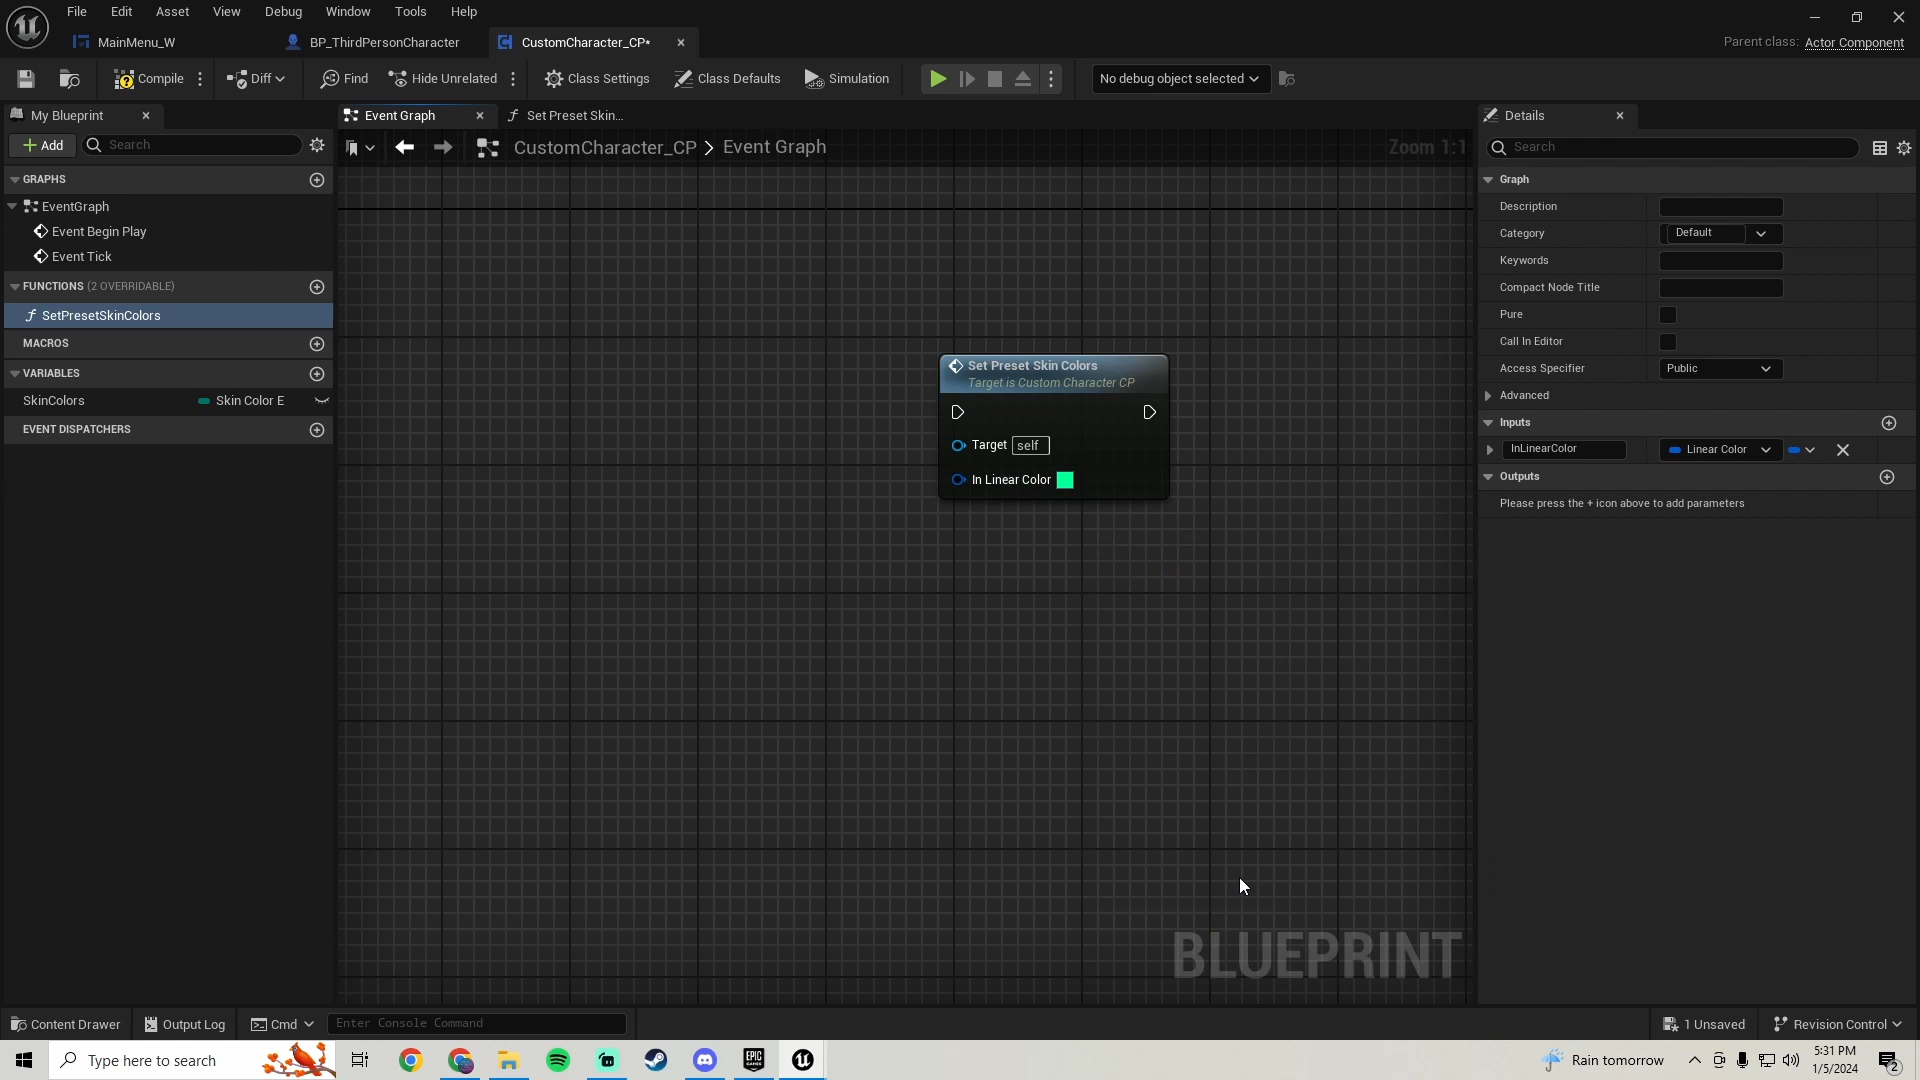 File Edit Asset View Debug Window Tools Help
MainMenu_W BP_ThirdPersonCharacter CustomCharacter_CP*
Parent class: Actor Component
Compile Diff Find Hide Unrelated Class Settings Class Defaults Simulation No debug object selected
My Blueprint
Add Search
GRAPHS
EventGraph
Event Begin Play
Event Tick
FUNCTIONS (2 OVERRIDABLE)
SetPresetSkinColors
MACROS
VARIABLES
SkinColors Skin Color E
EVENT DISPATCHERS
Event Graph Set Preset Skin...
CustomCharacter_CP Event Graph
Zoom 1:1
Set Preset Skin Colors
Target is Custom Character CP
Target self
In Linear Color
BLUEPRINT
Details
Search
Graph
Description
Category Default
Keywords
Compact Node Title
Pure
Call In Editor
Access Specifier Public
Advanced
Inputs
InLinearColor Linear Color
Outputs
Please press the + icon above to add parameters
Content Drawer Output Log Cmd Enter Console Command
1 Unsaved Revision Control
Type here to search
EPIC GAMES
Rain tomorrow
5:31 PM
1/5/2024
2